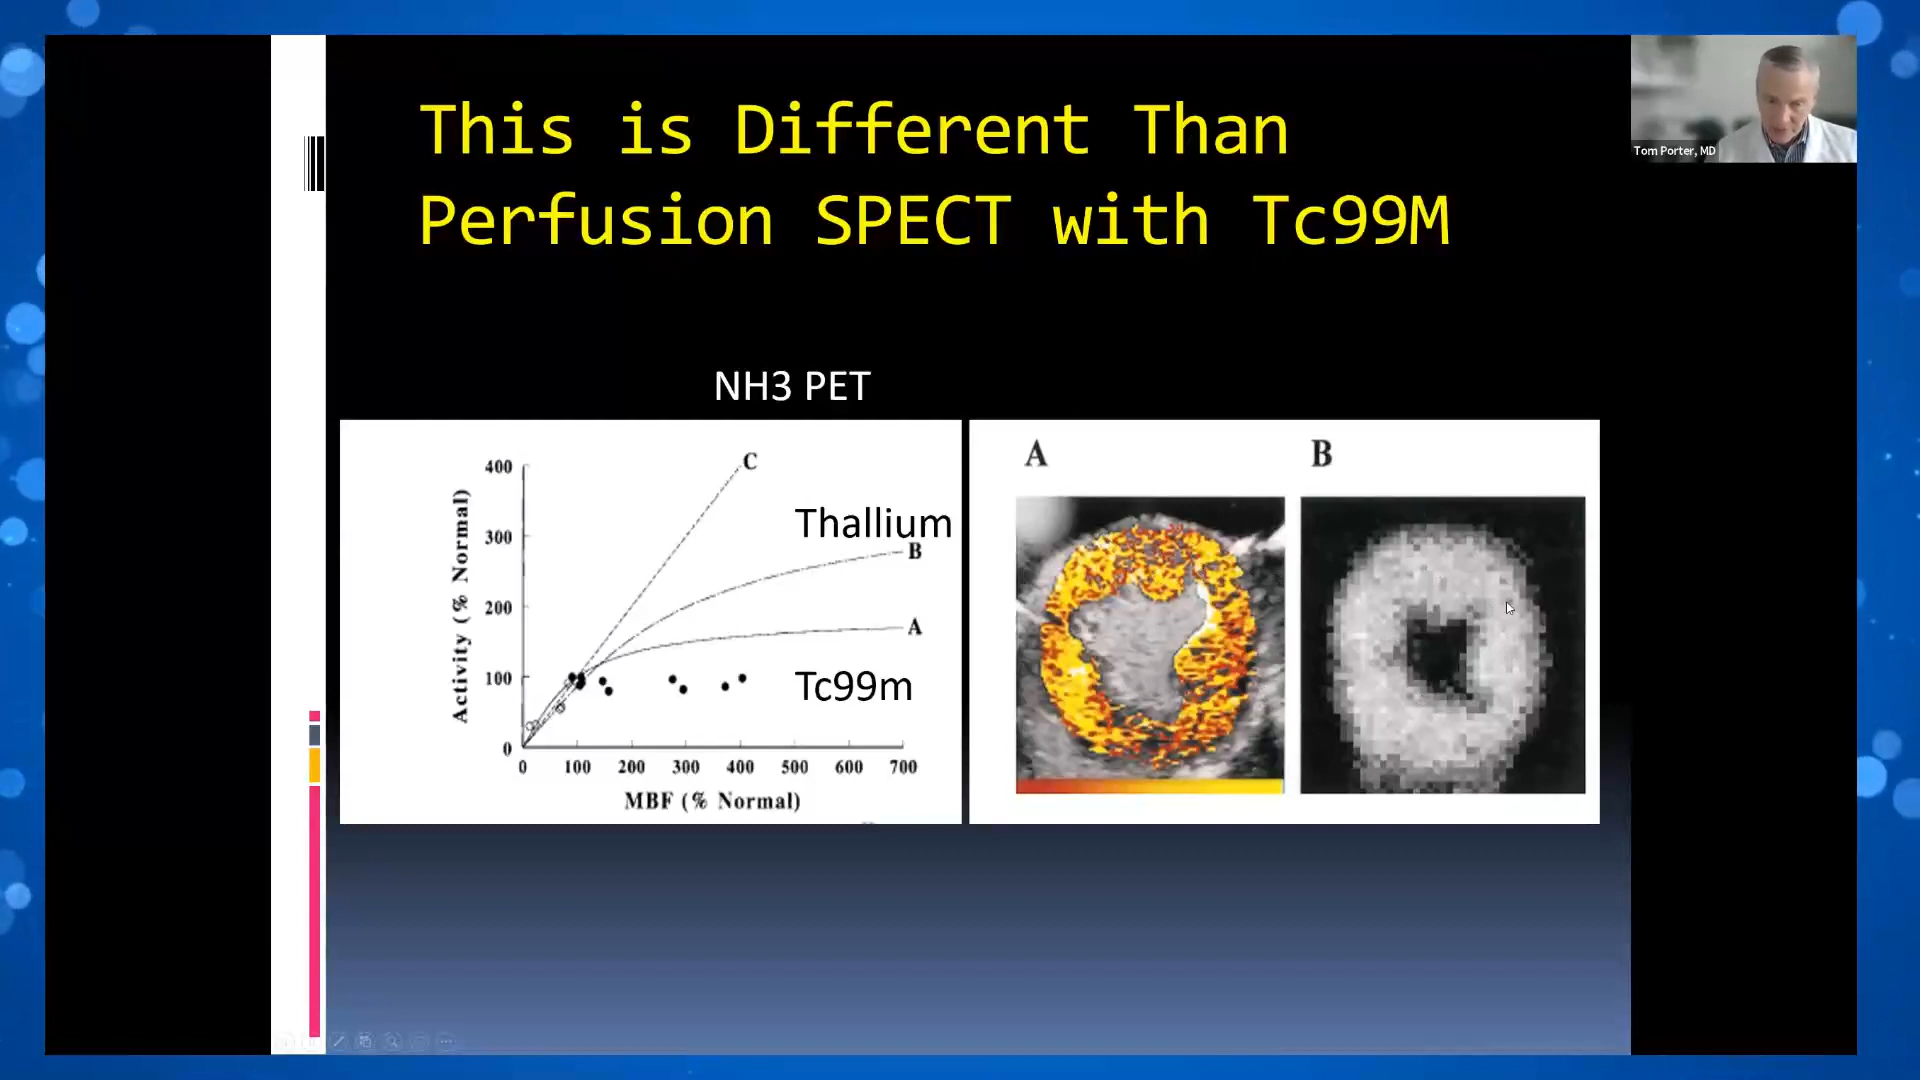 This is Different Than
Perfusion SPECT with Tc99M
Tom Porter, MD
NH3 PET
C
400
300
200
100
0
Activity (% Normal)
Thallium
B
A
Tc99m
0 100 200 300 400 500 600 700
MBF (% Normal)
A B